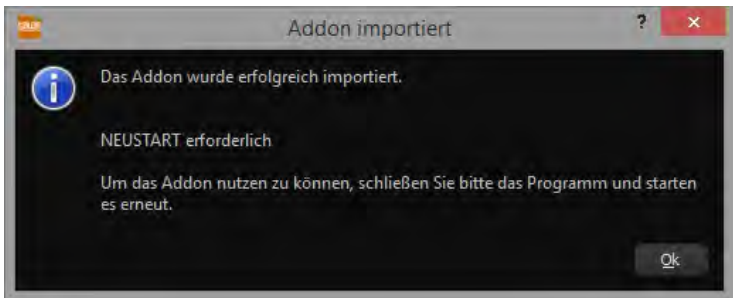 COLOR
Addon importiert
?
Das Addon wurde erfolgreich importiert.
NEUSTART erforderlich
Um das Addon nutzen zu können, schließen Sie bitte das Programm und starten
es erneut.
Ok